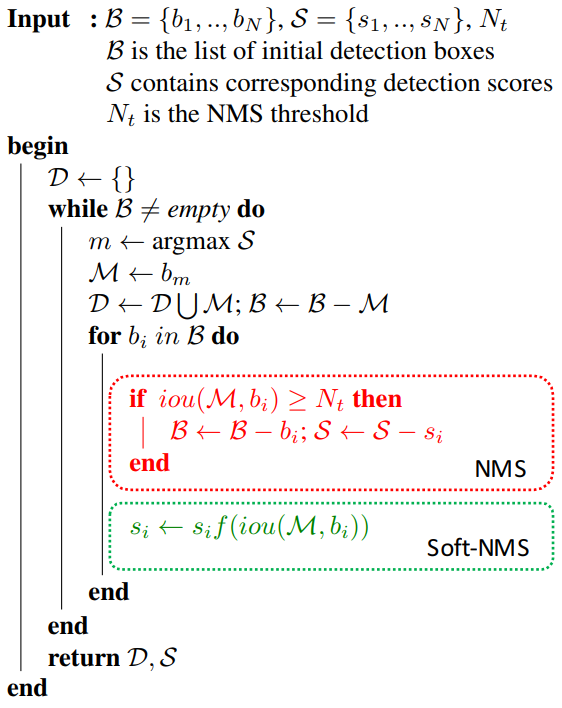 Input : ℬ = {b₁, .., b_N}, 𝒮 = {s₁, .., s_N}, N_t
ℬ is the list of initial detection boxes
𝒮 contains corresponding detection scores
N_t is the NMS threshold
begin
𝒟 ← {}
while ℬ ≠ empty do
m ← argmax 𝒮
ℳ ← b_m
𝒟 ← 𝒟 ⋃ ℳ; ℬ ← ℬ − ℳ
for b_i in ℬ do
if iou(ℳ, b_i) ≥ N_t then
ℬ ← ℬ − b_i; 𝒮 ← 𝒮 − s_i
end
NMS
s_i ← s_i f(iou(ℳ, b_i))
Soft-NMS
end
end
return 𝒟, 𝒮
end